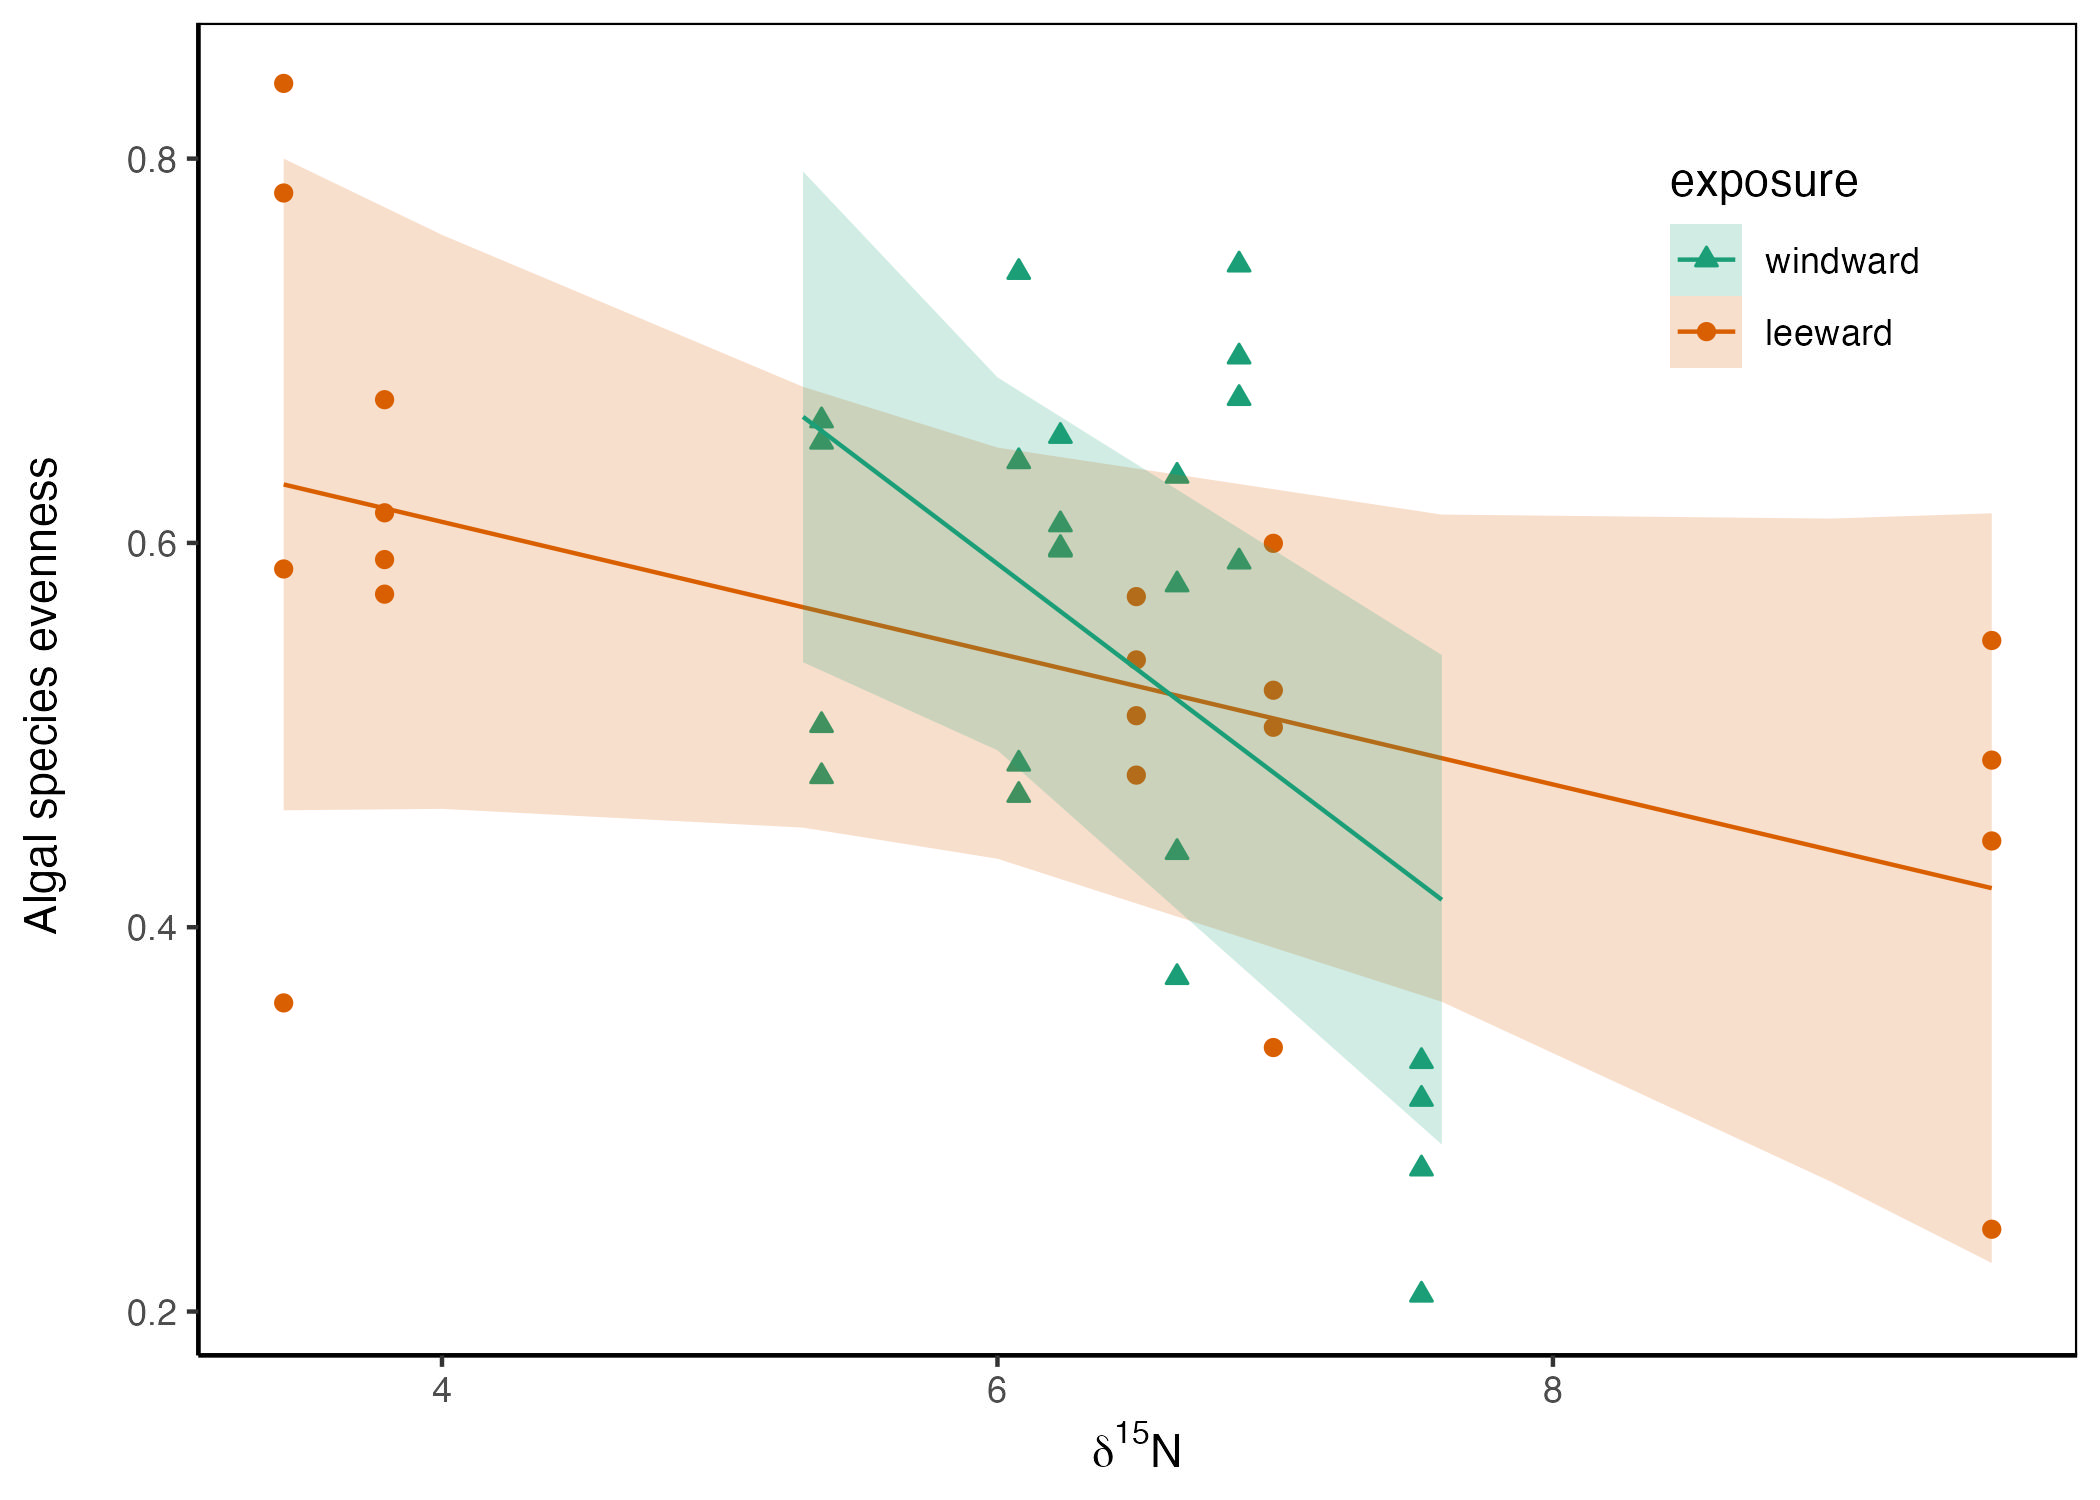 Algal species evenness
0.8
0.6
0.4
0.2
exposure
windward
leeward
4 6 8
δ¹⁵N